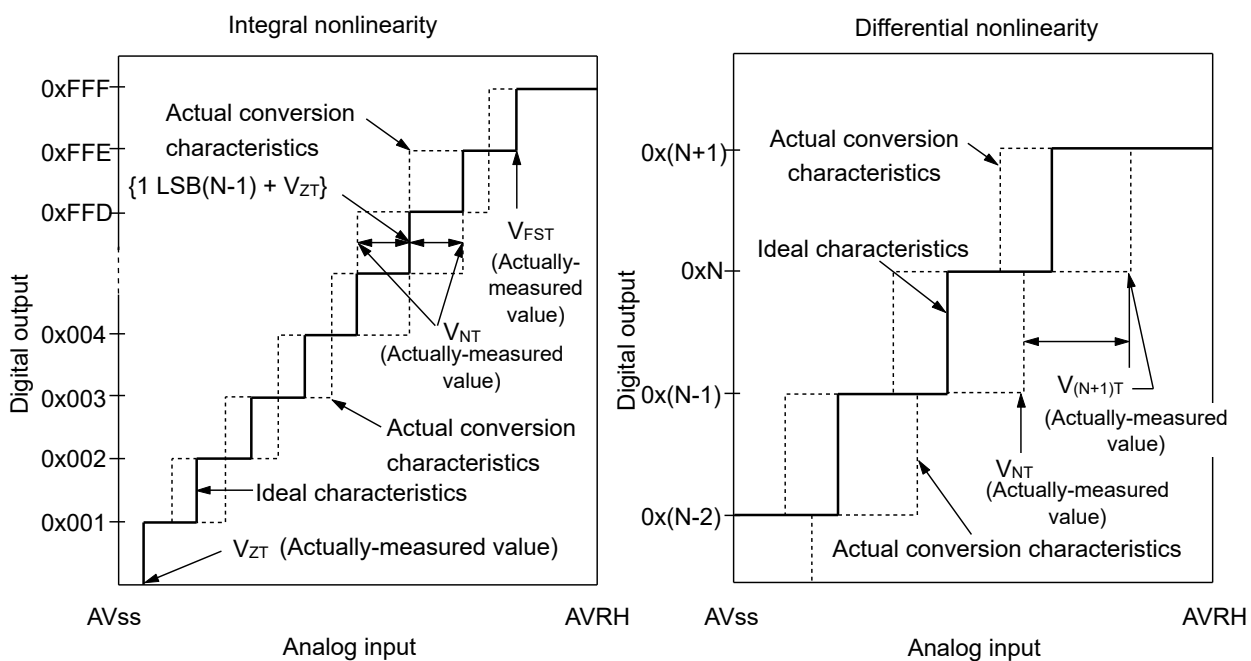 Integral nonlinearity
0xFFF
0xFFE
0xFFD
0x004
0x003
0x002
0x001
Digital output
Actual conversion
characteristics
{1 LSB(N-1) + VZT}
VFST
(Actually-
measured
value)
VNT
(Actually-measured
value)
Actual conversion
characteristics
Ideal characteristics
VZT (Actually-measured value)
AVss
AVRH
Analog input
Differential nonlinearity
0x(N+1)
0xN
0x(N-1)
0x(N-2)
Digital output
Actual conversion
characteristics
Ideal characteristics
V(N+1)T
(Actually-measured
value)
VNT
(Actually-measured
value)
Actual conversion characteristics
AVss
AVRH
Analog input